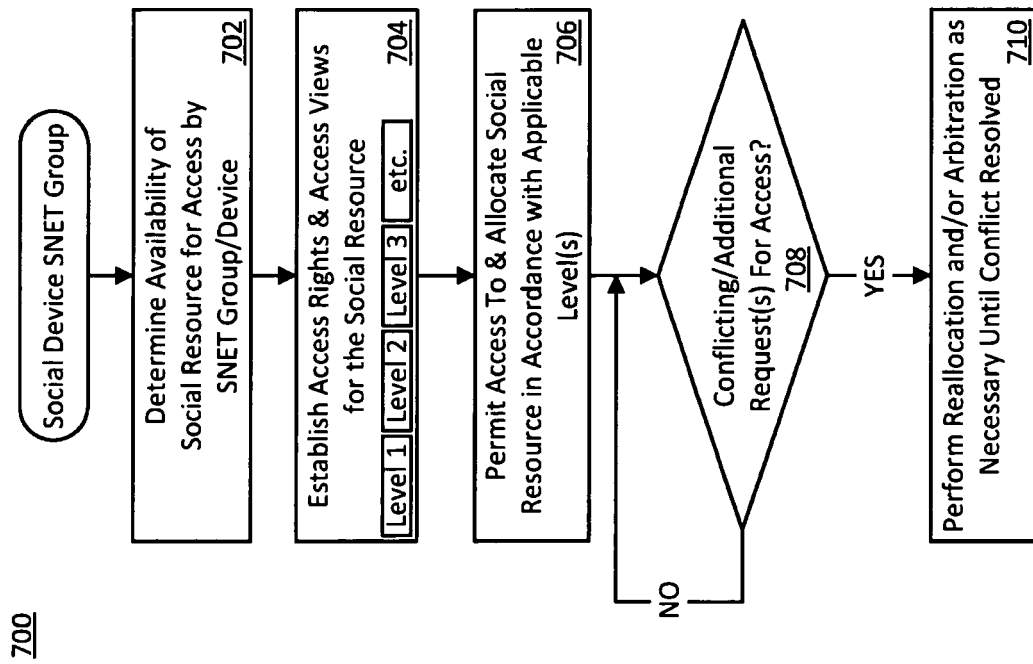 700
Social Device SNET Group
Determine Availability of
Social Resource for Access by
SNET Group/Device
702
Establish Access Rights & Access Views
for the Social Resource
Level 1 Level 2 Level 3 etc.
704
Permit Access To & Allocate Social
Resource in Accordance with Applicable
Level(s)
706
Conflicting/Additional
Request(s) For Access?
708
NO
YES
Perform Reallocation and/or Arbitration as
Necessary Until Conflict Resolved
710